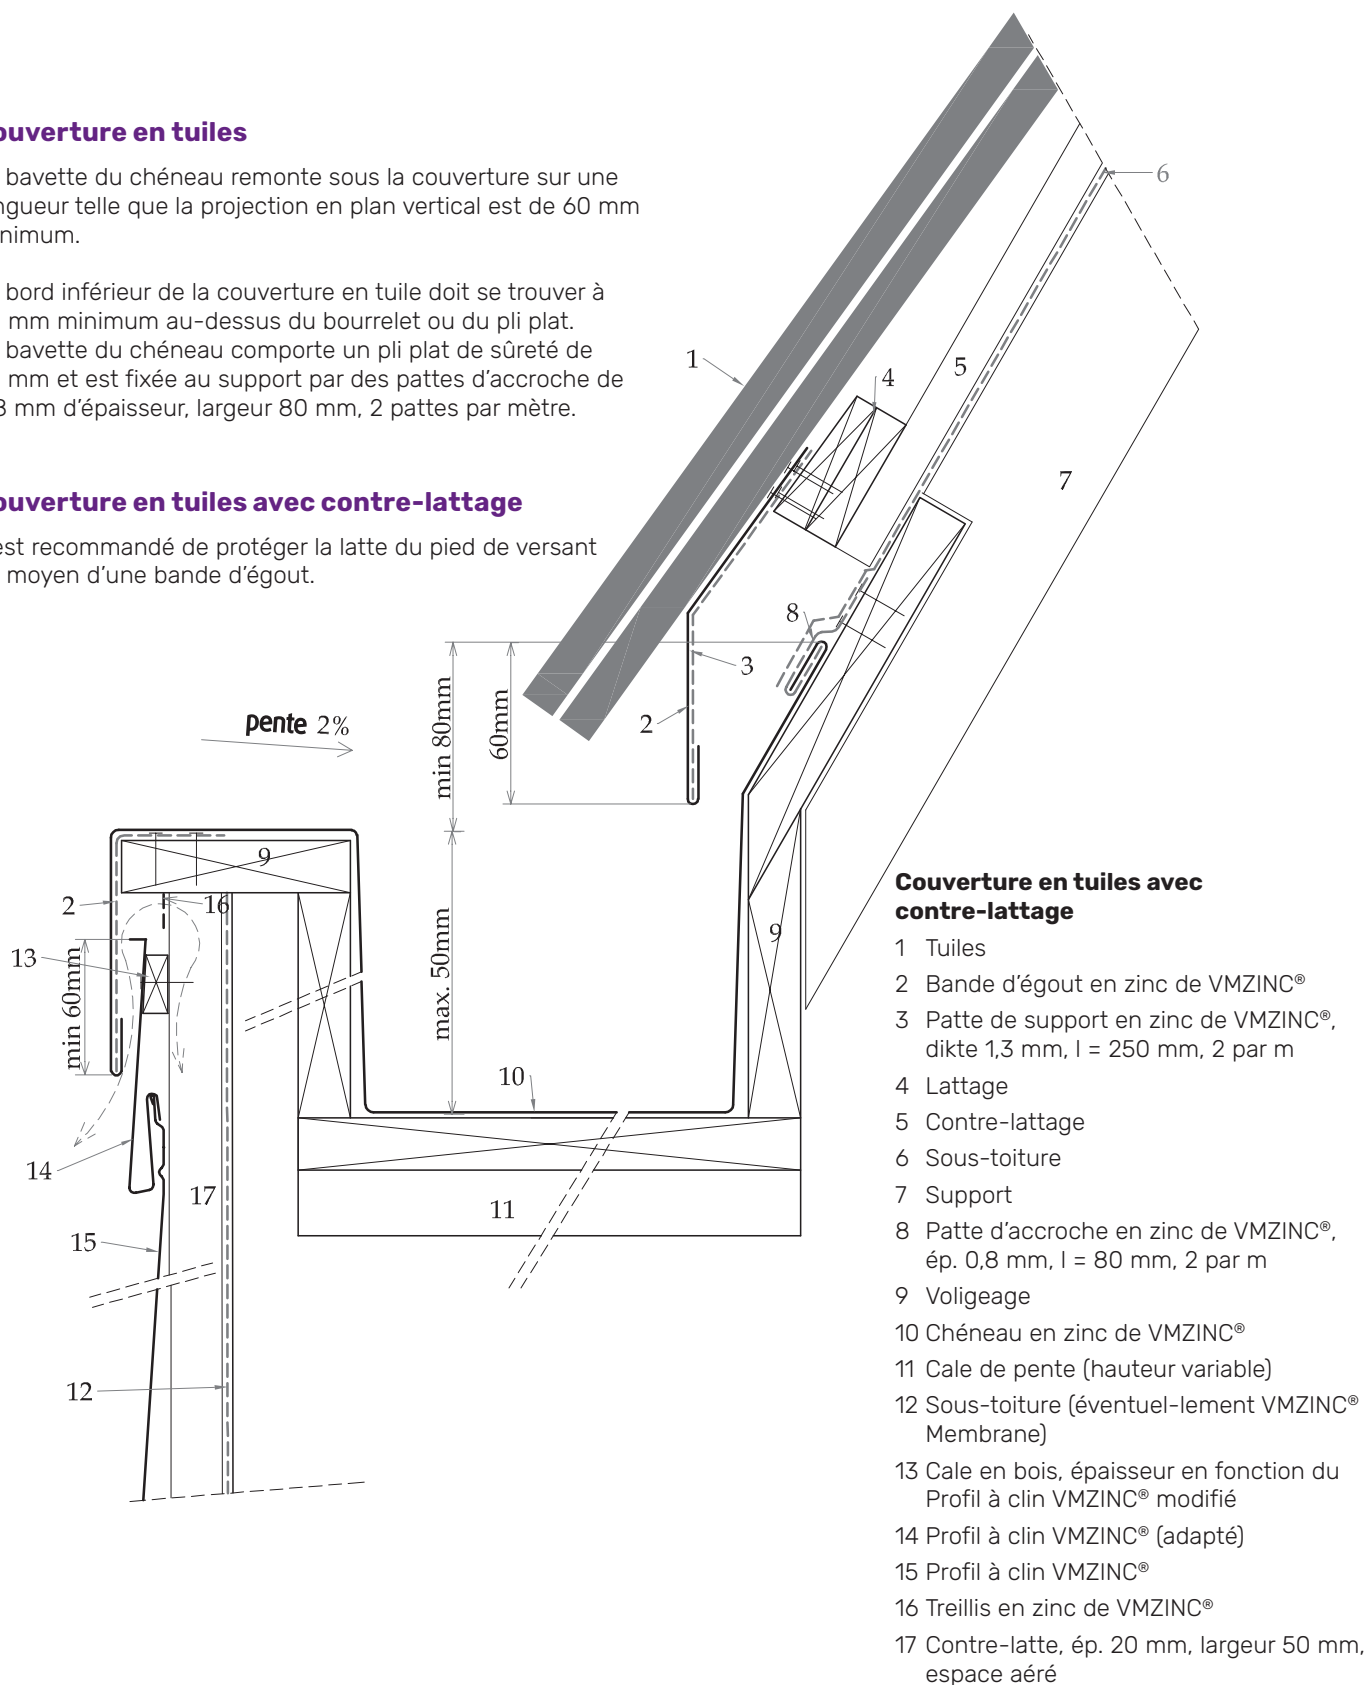 ouverture en tuiles
bavette du chéneau remonte sous la couverture sur une
ngueur telle que la projection en plan vertical est de 60 mm
nimum.
bord inférieur de la couverture en tuile doit se trouver à
mm minimum au-dessus du bourrelet ou du pli plat.
bavette du chéneau comporte un pli plat de sûreté de
mm et est fixée au support par des pattes d'accroche de
8 mm d'épaisseur, largeur 80 mm, 2 pattes par mètre.
ouverture en tuiles avec contre-lattage
est recommandé de protéger la latte du pied de versant
moyen d'une bande d'égout.
6
1
4
5
7
8
3
2
min 80mm
60mm
pente 2%
9
2
16
13
min 60mm
max. 50mm
9
10
14
17
11
15
12
Couverture en tuiles avec
contre-lattage
1 Tuiles
2 Bande d'égout en zinc de VMZINC®
3 Patte de support en zinc de VMZINC®,
dikte 1,3 mm, l = 250 mm, 2 par m
4 Lattage
5 Contre-lattage
6 Sous-toiture
7 Support
8 Patte d'accroche en zinc de VMZINC®,
ép. 0,8 mm, l = 80 mm, 2 par m
9 Voligeage
10 Chéneau en zinc de VMZINC®
11 Cale de pente (hauteur variable)
12 Sous-toiture (éventuel-lement VMZINC®
Membrane)
13 Cale en bois, épaisseur en fonction du
Profil à clin VMZINC® modifié
14 Profil à clin VMZINC® (adapté)
15 Profil à clin VMZINC®
16 Treillis en zinc de VMZINC®
17 Contre-latte, ép. 20 mm, largeur 50 mm,
espace aéré